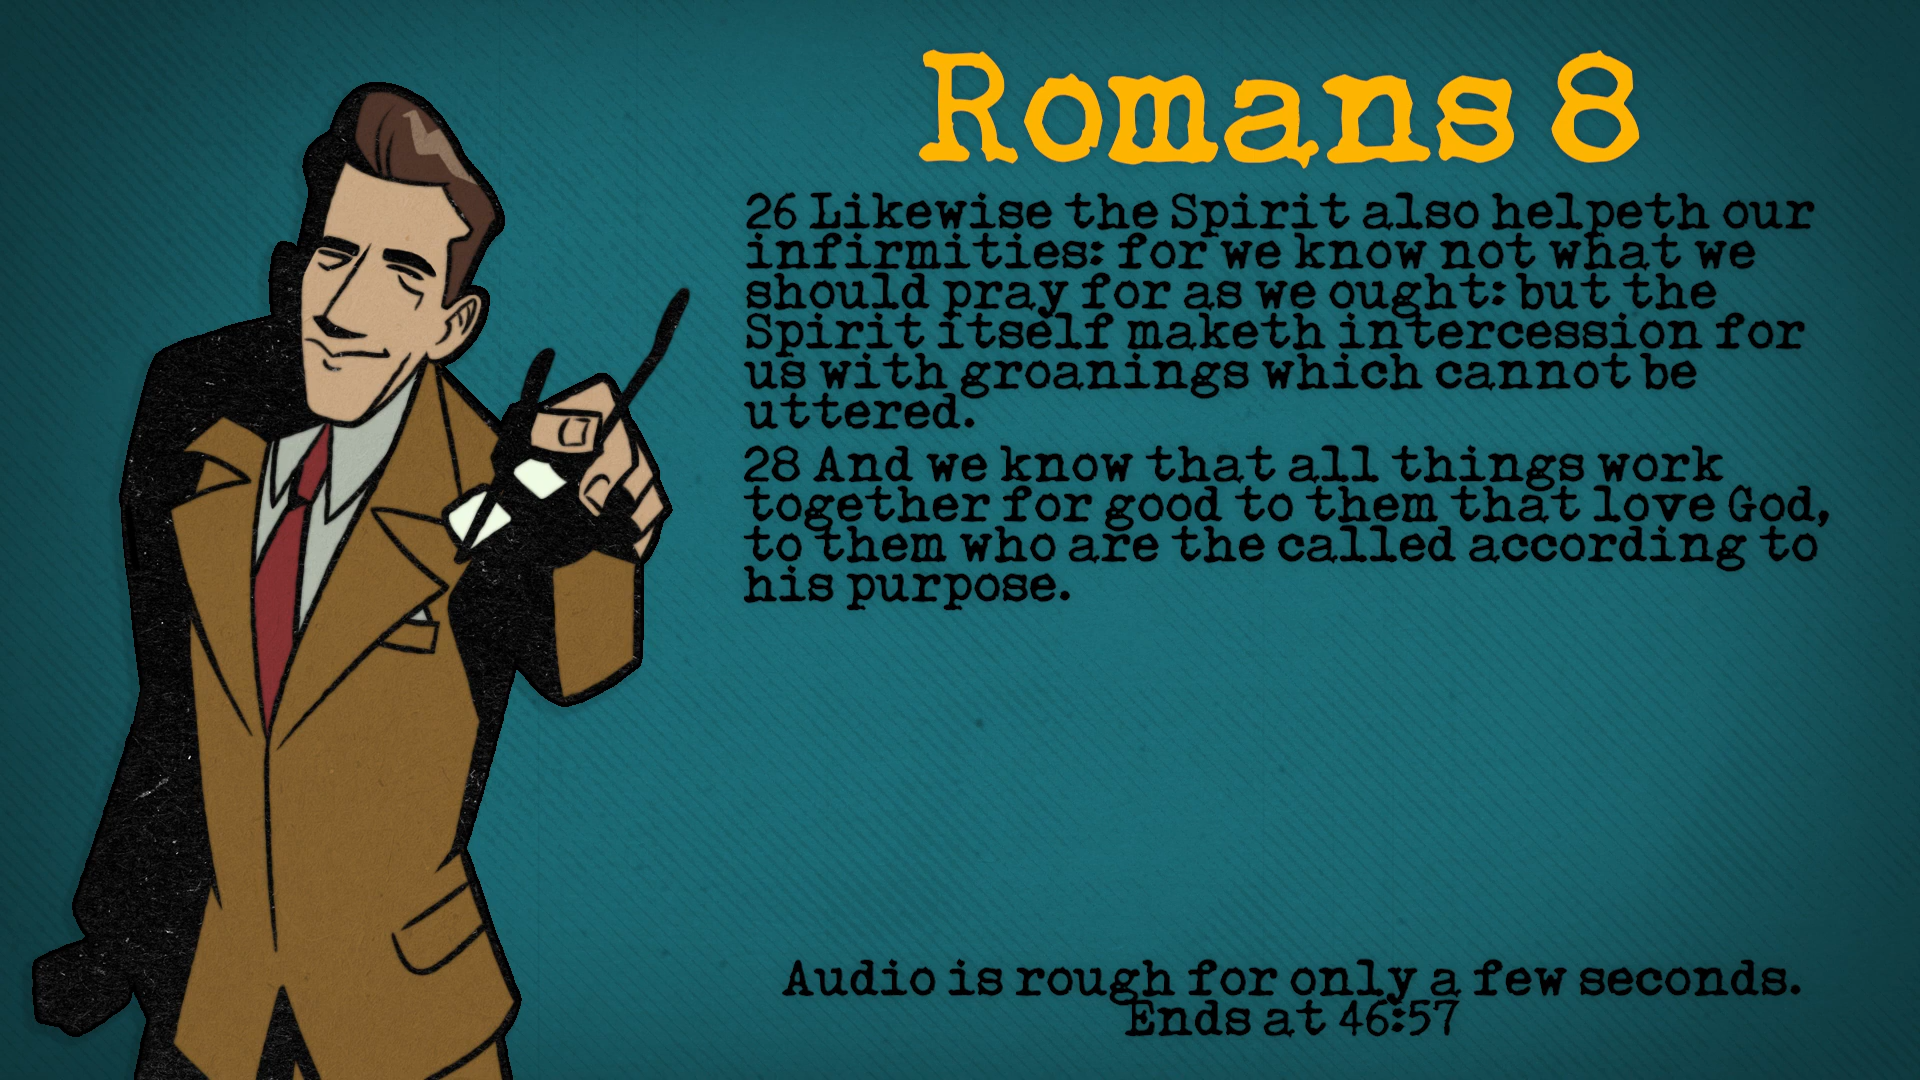 Romans 8
26 Likewise the Spirit also helpeth our
infirmities: for we know not what we
should pray for as we ought: but the
Spirit itself maketh intercession for
us with groanings which cannot be
uttered.
28 And we know that all things work
together for good to them that love God,
to them who are the called according to
his purpose.
Audio is rough for only a few seconds.
Ends at 46:57